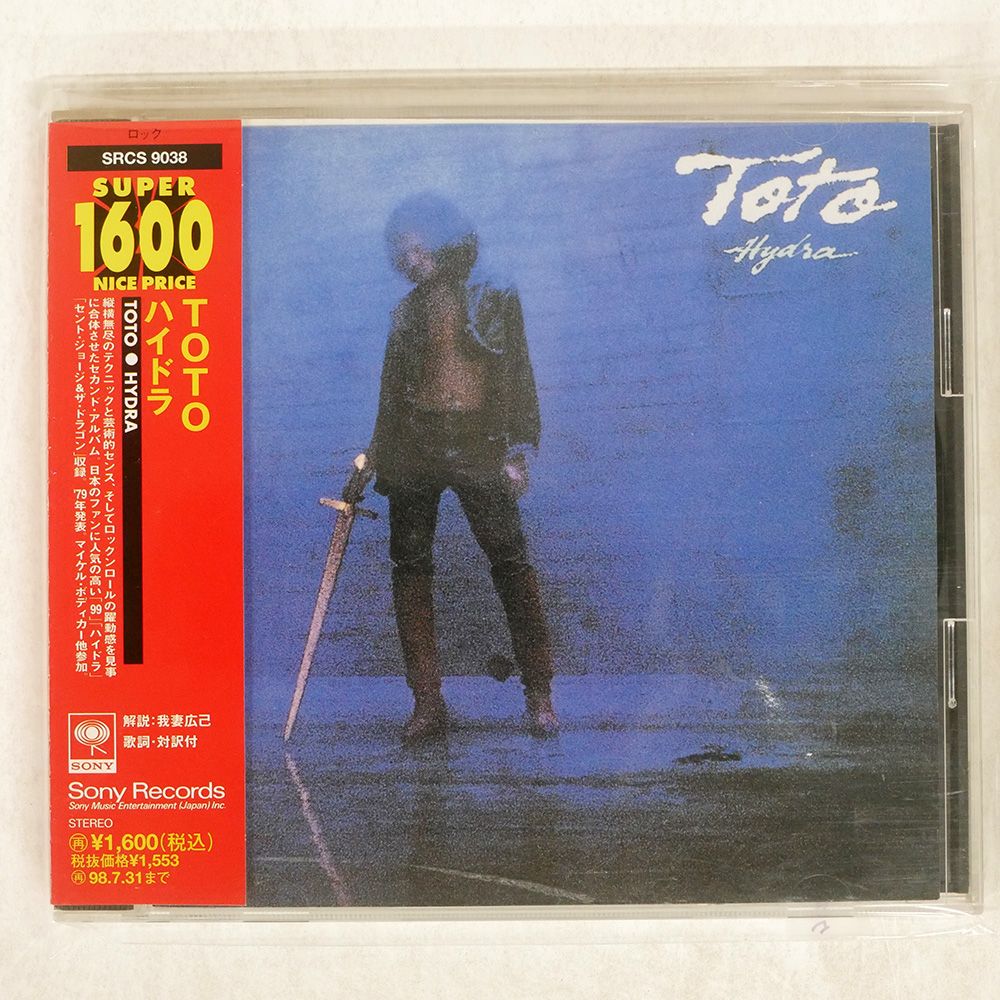 ロック
SRCS 9038
SUPER
1600
NICE PRICE
TOTO
ハイドラ
TOTO ● HYDRA
縦横無尽のテクニックと芸術的センス、そしてロックンロールの躍動感を見事
に合体させたセカンド・アルバム。日本のファンに人気の高い「99」「ハイドラ」
「セント・ジョージ&ザ・ドラゴン」収録。'79年発表。マイケル・ボディカー他参加。
解説:我妻広己
歌詞・対訳付
SONY
Sony Records
Sony Music Entertainment (Japan) Inc.
STEREO
再 ¥1,600(税込)
税抜価格¥1,553
再 98.7.31まで
Toto
Hydra